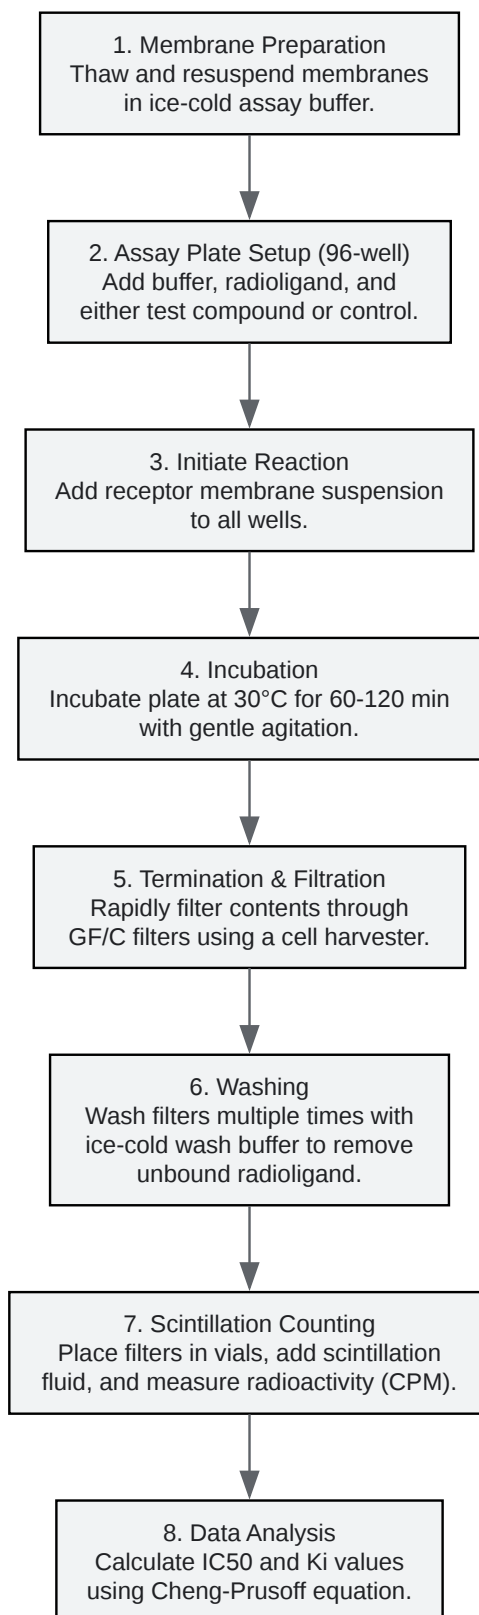 1. Membrane Preparation
Thaw and resuspend membranes
in ice-cold assay buffer.
2. Assay Plate Setup (96-well)
Add buffer, radioligand, and
either test compound or control.
3. Initiate Reaction
Add receptor membrane suspension
to all wells.
4. Incubation
Incubate plate at 30°C for 60-120 min
with gentle agitation.
5. Termination & Filtration
Rapidly filter contents through
GF/C filters using a cell harvester.
6. Washing
Wash filters multiple times with
ice-cold wash buffer to remove
unbound radioligand.
7. Scintillation Counting
Place filters in vials, add scintillation
fluid, and measure radioactivity (CPM).
8. Data Analysis
Calculate IC50 and Ki values
using Cheng-Prusoff equation.